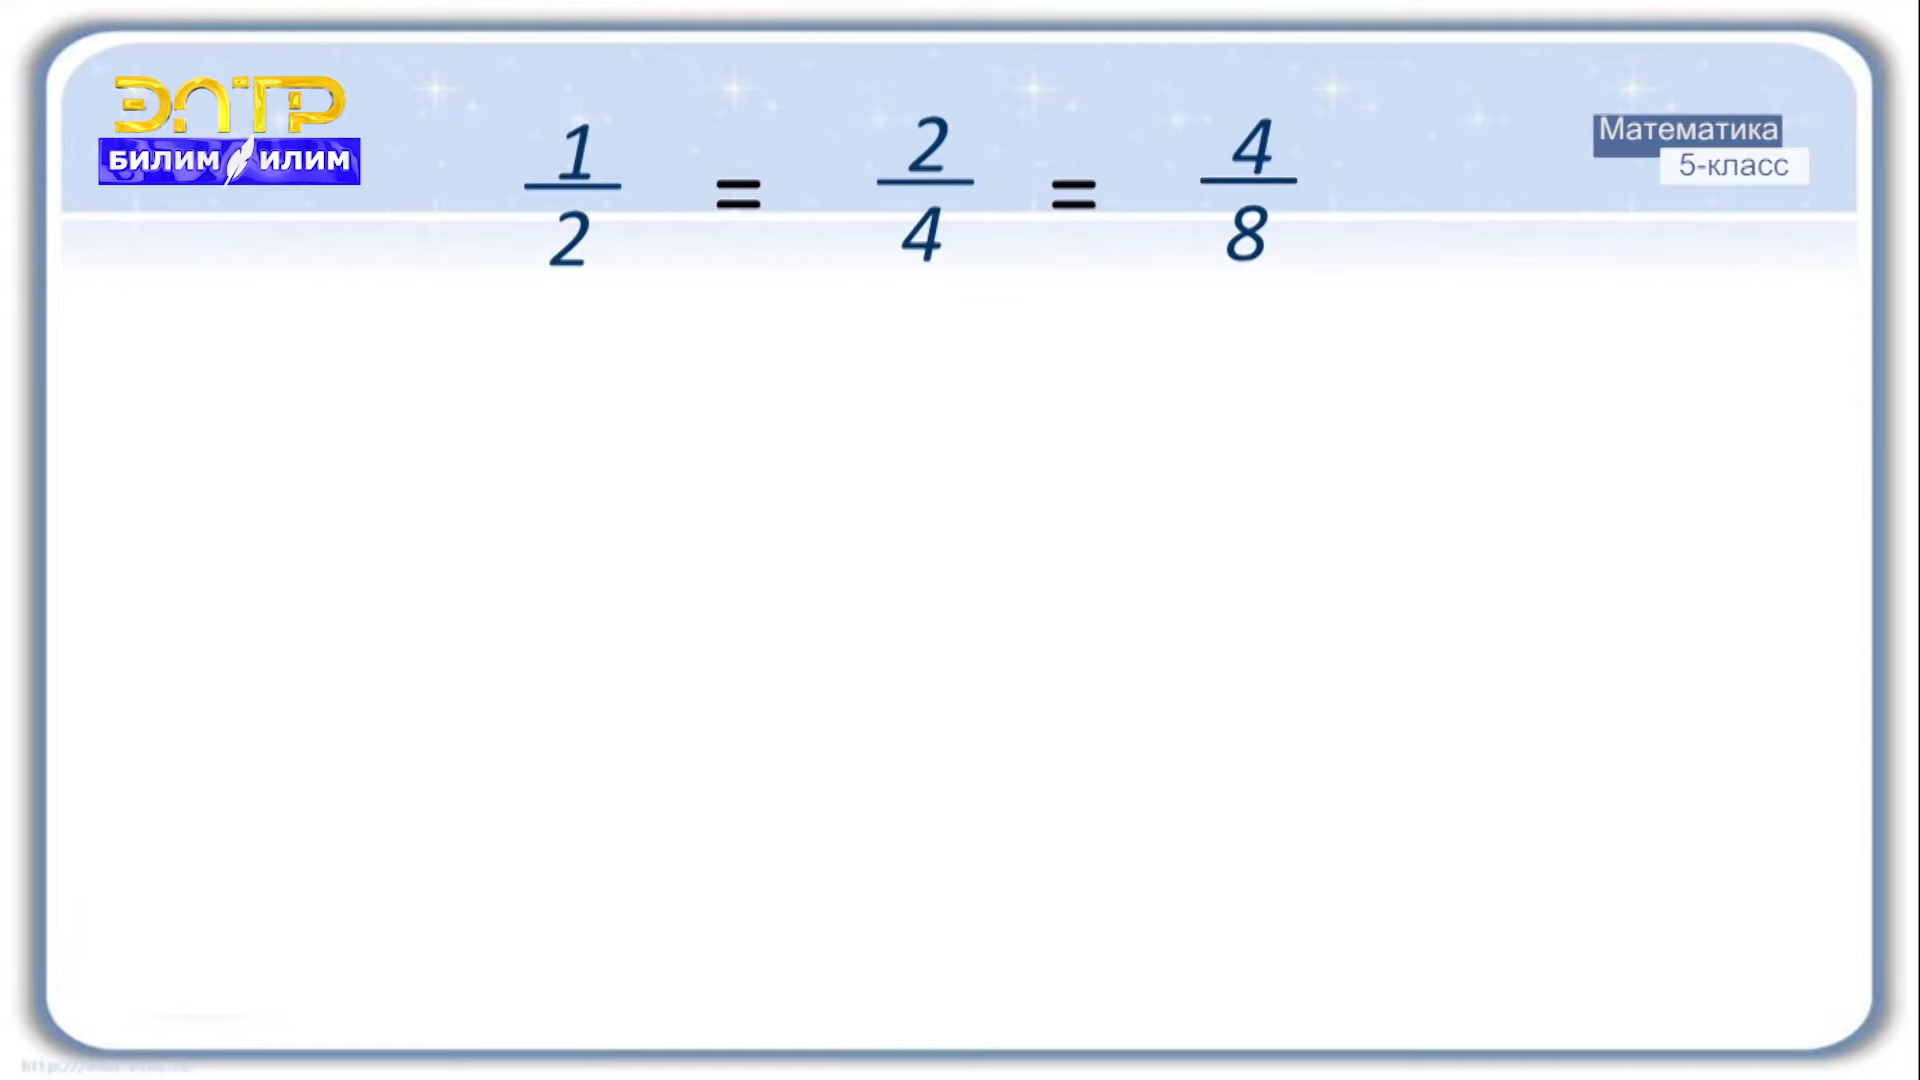 ЭЛТР
БИЛИМ ИЛИМ
1/2 = 2/4 = 4/8
Математика
5-класс